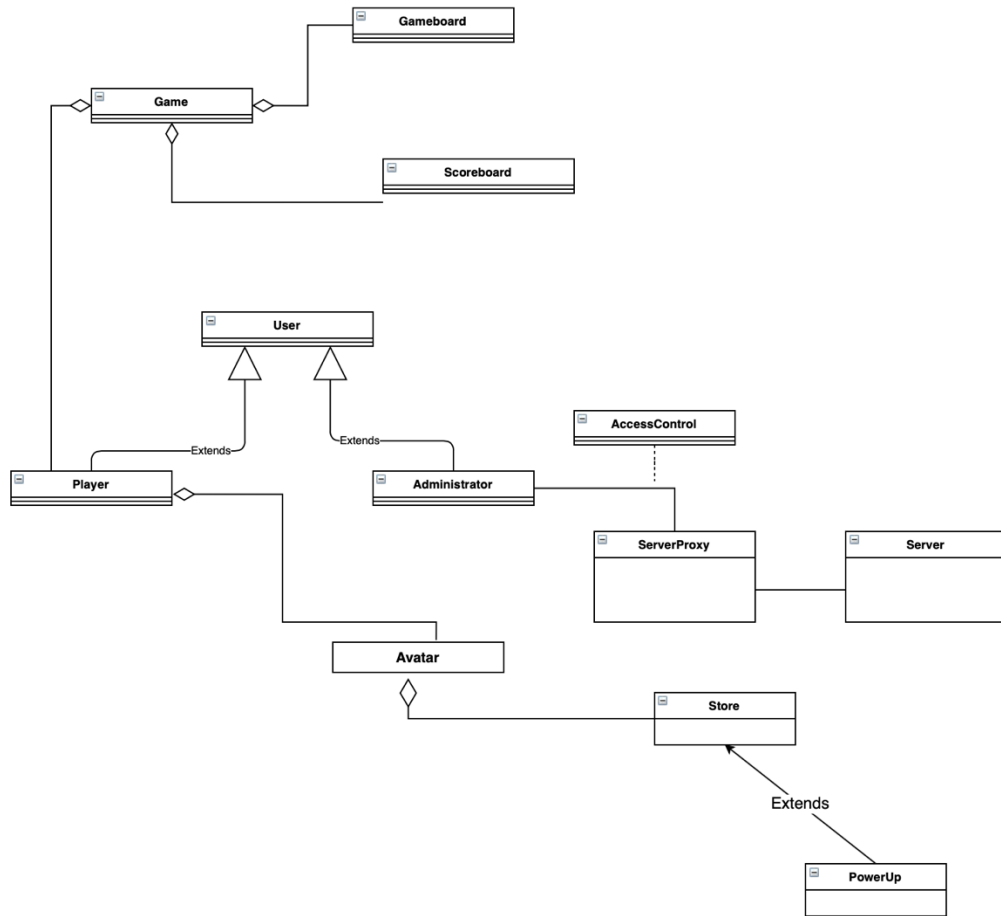 Gameboard
Game
Scoreboard
User
AccessControl
Extends
Extends
Player
Administrator
ServerProxy
Server
Avatar
Store
Extends
PowerUp